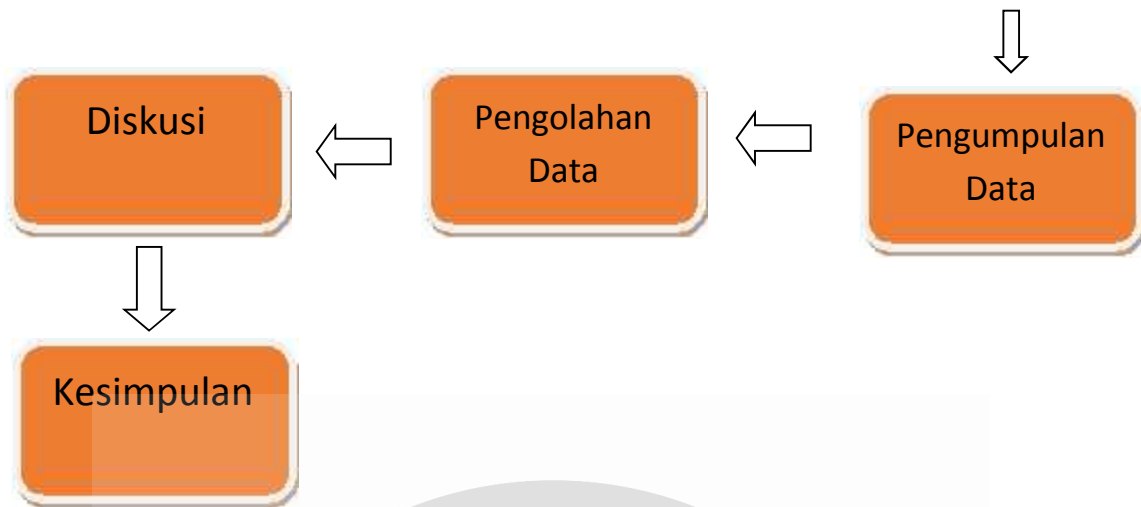 Diskusi
Pengolahan
Data
Pengumpulan
Data
Kesimpulan